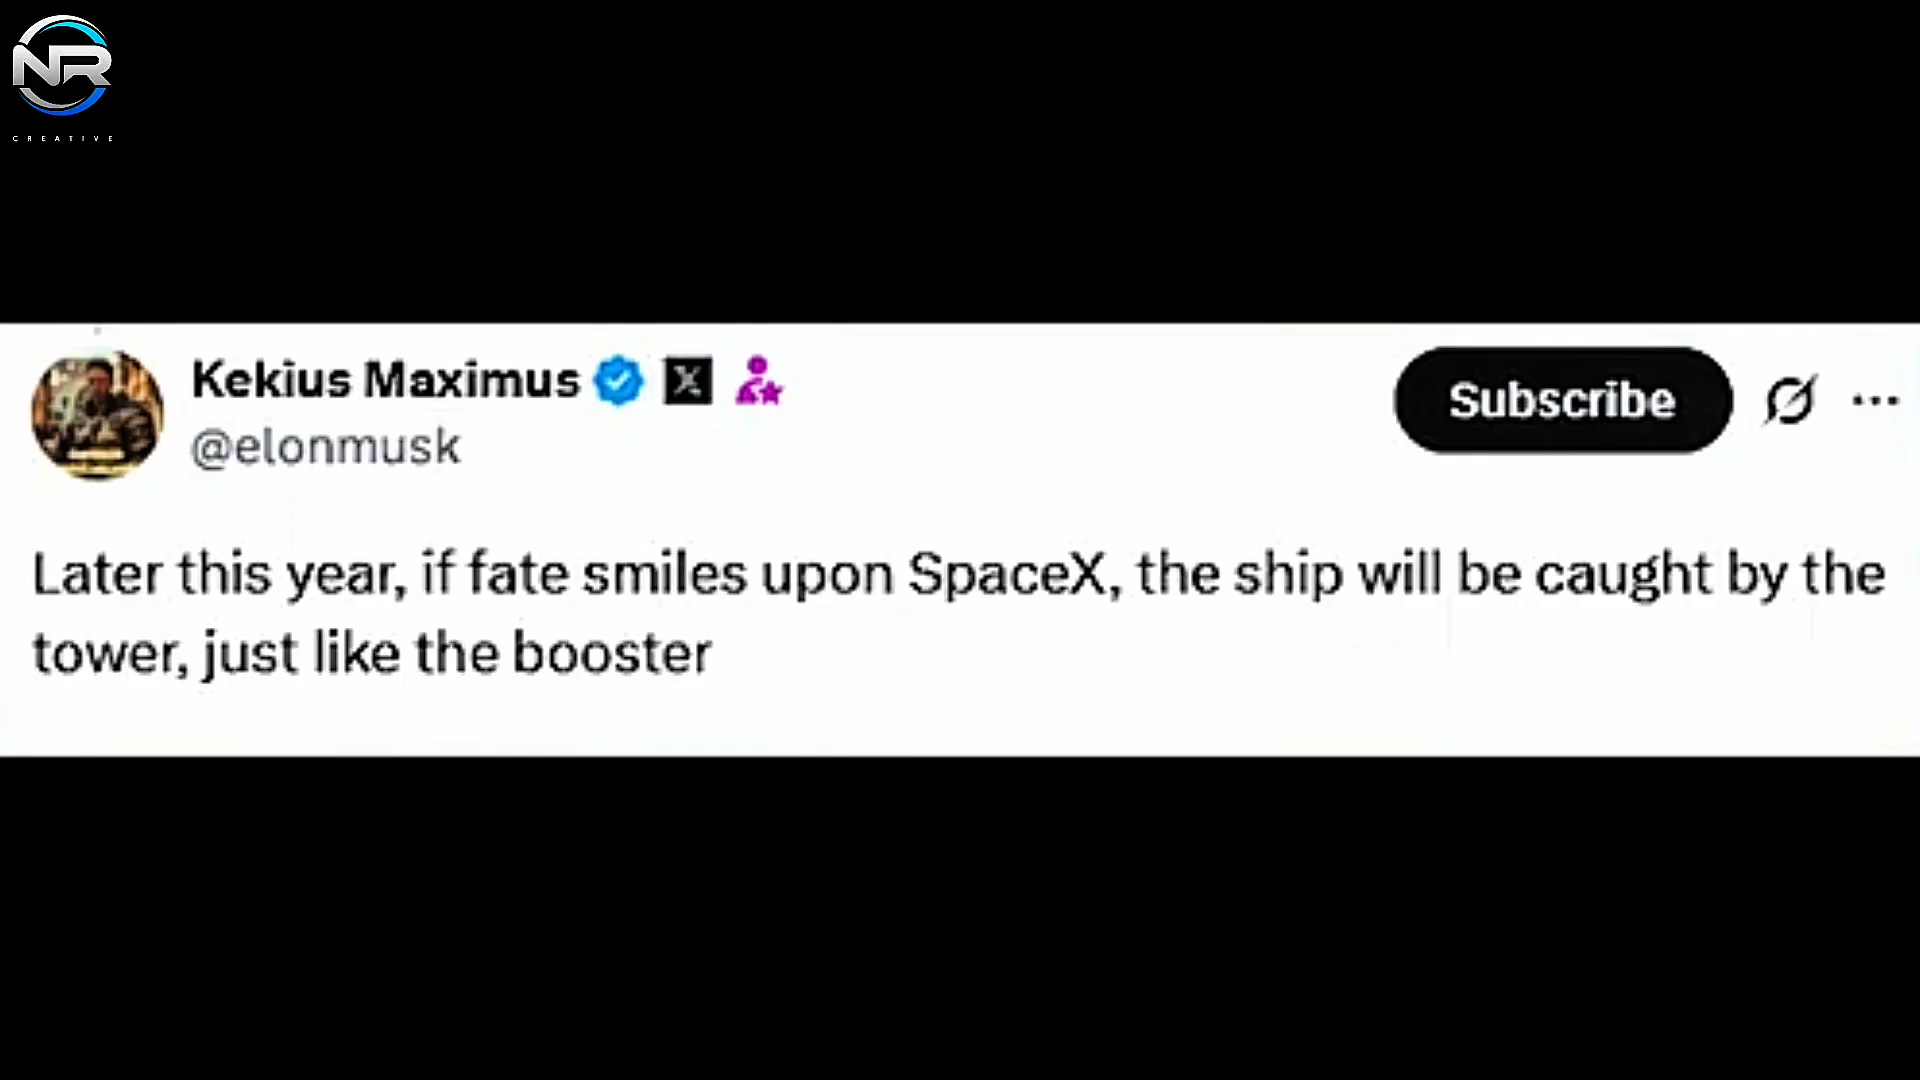 NR
CREATIVE
Kekius Maximus
@elonmusk
Subscribe
Later this year, if fate smiles upon SpaceX, the ship will be caught by the
tower, just like the booster